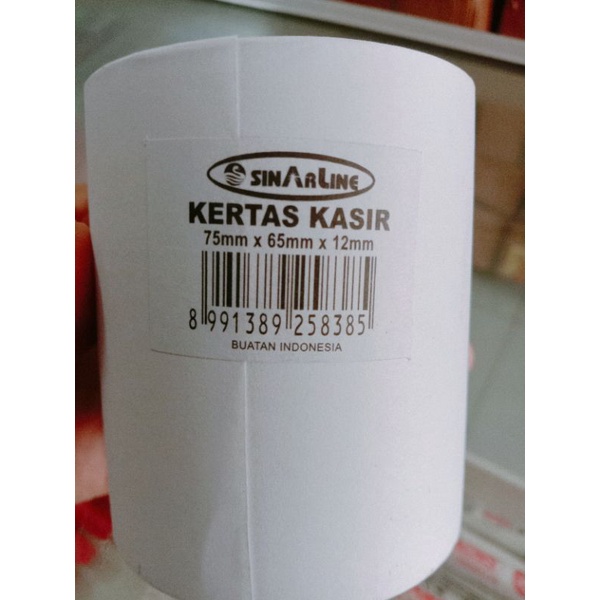 SINARLINE
KERTAS KASIR
75mm x 65mm x 12mm
8 991389 258385
BUATAN INDONESIA